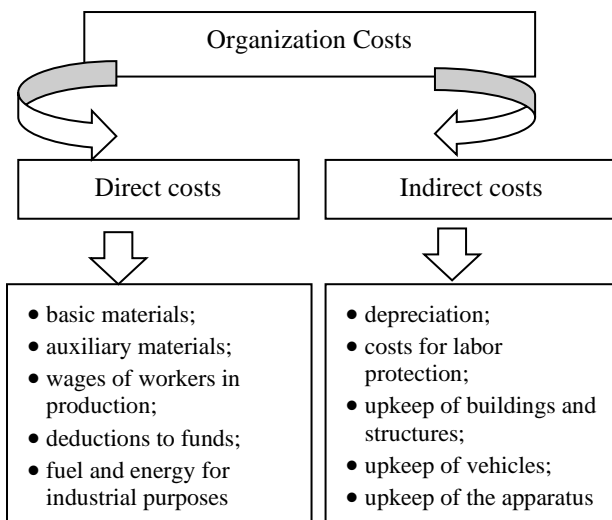 Organization Costs
Direct costs
Indirect costs
• basic materials;
• auxiliary materials;
• wages of workers in
production;
• deductions to funds;
• fuel and energy for
industrial purposes
• depreciation;
• costs for labor
protection;
• upkeep of buildings and
structures;
• upkeep of vehicles;
• upkeep of the apparatus